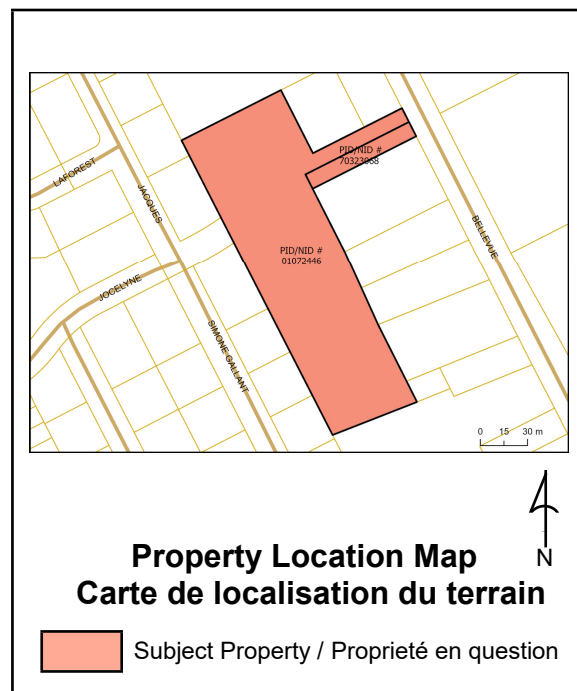 PID/NID #
70323068
LAFOREST
JACQUES
BELLEVUE
PID/NID #
01072446
JOCELYNE
SIMONE GALLANT
0 15 30 m
N
Property Location Map
Carte de localisation du terrain
Subject Property / Proprieté en question